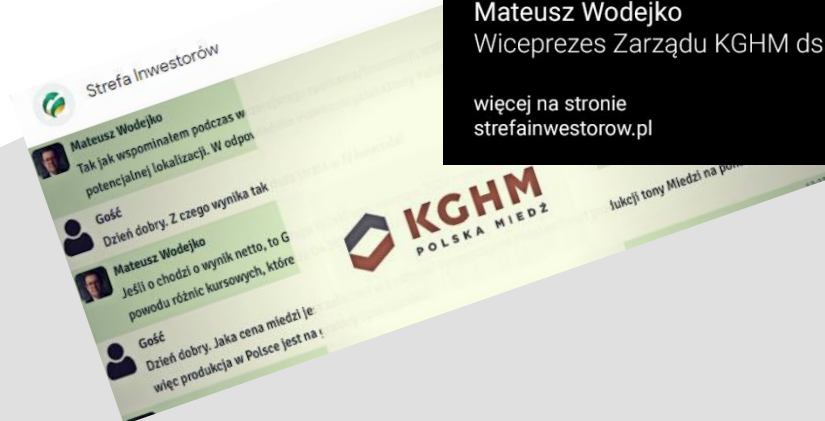 Mateusz Wodejko
Wiceprezes Zarządu KGHM ds
więcej na stronie
strefainwestorow.pl
Strefa Inwestorów
Mateusz Wodejko
Tak jak wspominałem podczas w
potencjalnej lokalizacji. W odpow
Gość
Dzień dobry. Z czego wynika tak
Mateusz Wodejko
Jeśli o chodzi o wynik netto, to G
powodu różnic kursowych, które
Gość
Dzień dobry. Jaka cena miedzi je
więc produkcja w Polsce jest na
KGHM
POLSKA MIEDŹ
tony Miedzi na